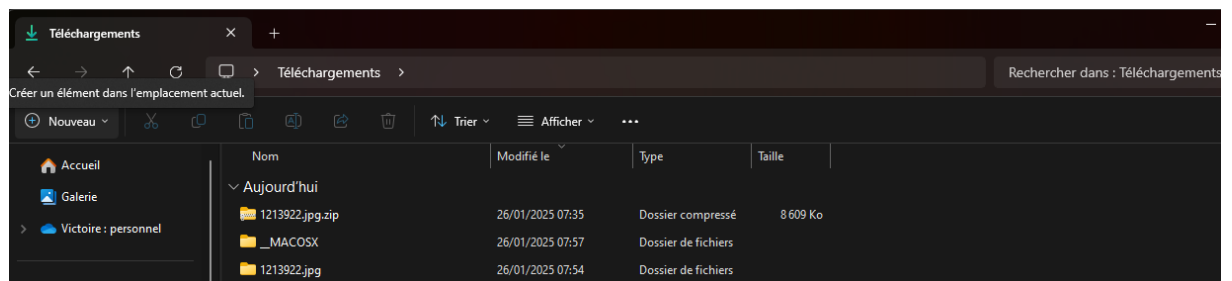 Téléchargements
Téléchargements
Rechercher dans : Téléchargements
Créer un élément dans l'emplacement actuel.
Nouveau
Trier
Afficher
Nom Modifié le Type Taille
Accueil
Galerie
Victoire : personnel
Aujourd'hui
1213922.jpg.zip 26/01/2025 07:35 Dossier compressé 8 609 Ko
__MACOSX 26/01/2025 07:57 Dossier de fichiers
1213922.jpg 26/01/2025 07:54 Dossier de fichiers